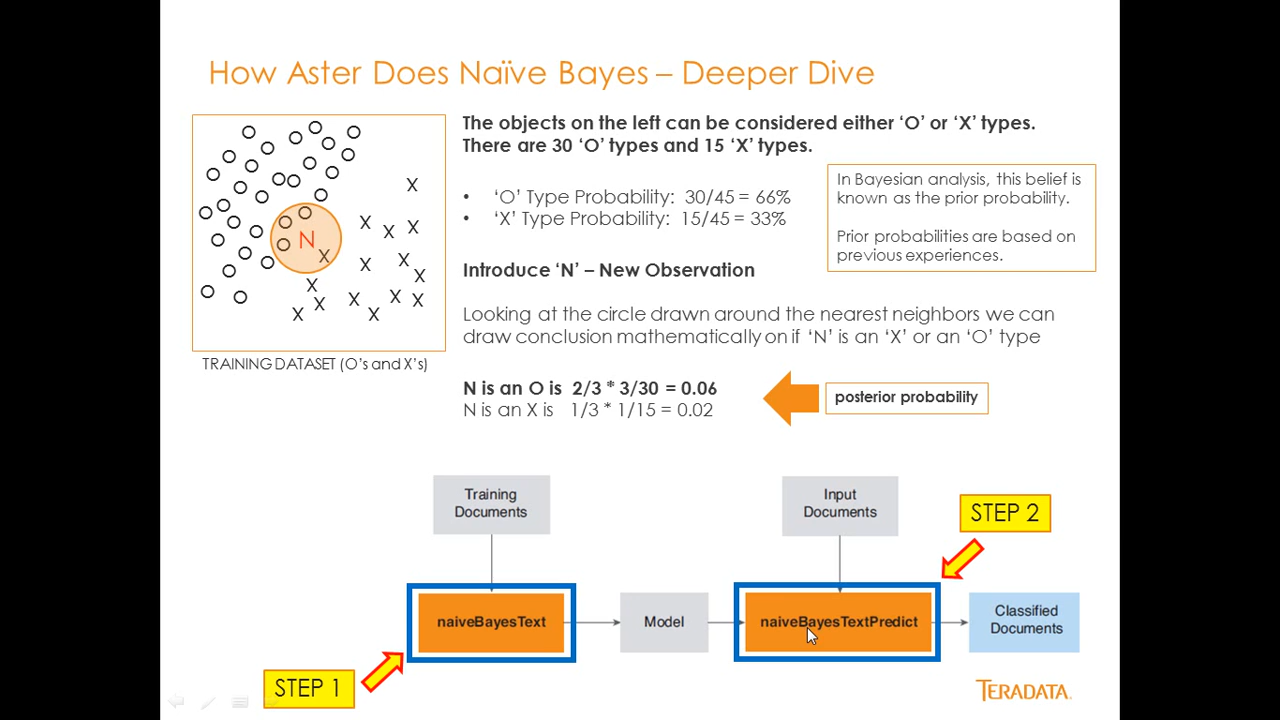 How Aster Does Naïve Bayes – Deeper Dive
The objects on the left can be considered either ‘O’ or ‘X’ types.
There are 30 ‘O’ types and 15 ‘X’ types.
• ‘O’ Type Probability: 30/45 = 66%
• ‘X’ Type Probability: 15/45 = 33%
In Bayesian analysis, this belief is
known as the prior probability.
Prior probabilities are based on
previous experiences.
N
Introduce ‘N’ – New Observation
Looking at the circle drawn around the nearest neighbors we can
draw conclusion mathematically on if ‘N’ is an ‘X’ or an ‘O’ type
TRAINING DATASET (O’s and X’s)
N is an O is 2/3 * 3/30 = 0.06
N is an X is 1/3 * 1/15 = 0.02
posterior probability
Training
Documents
Input
Documents
STEP 2
naiveBayesText
Model
naiveBayesTextPredict
Classified
Documents
STEP 1
TERADATA.